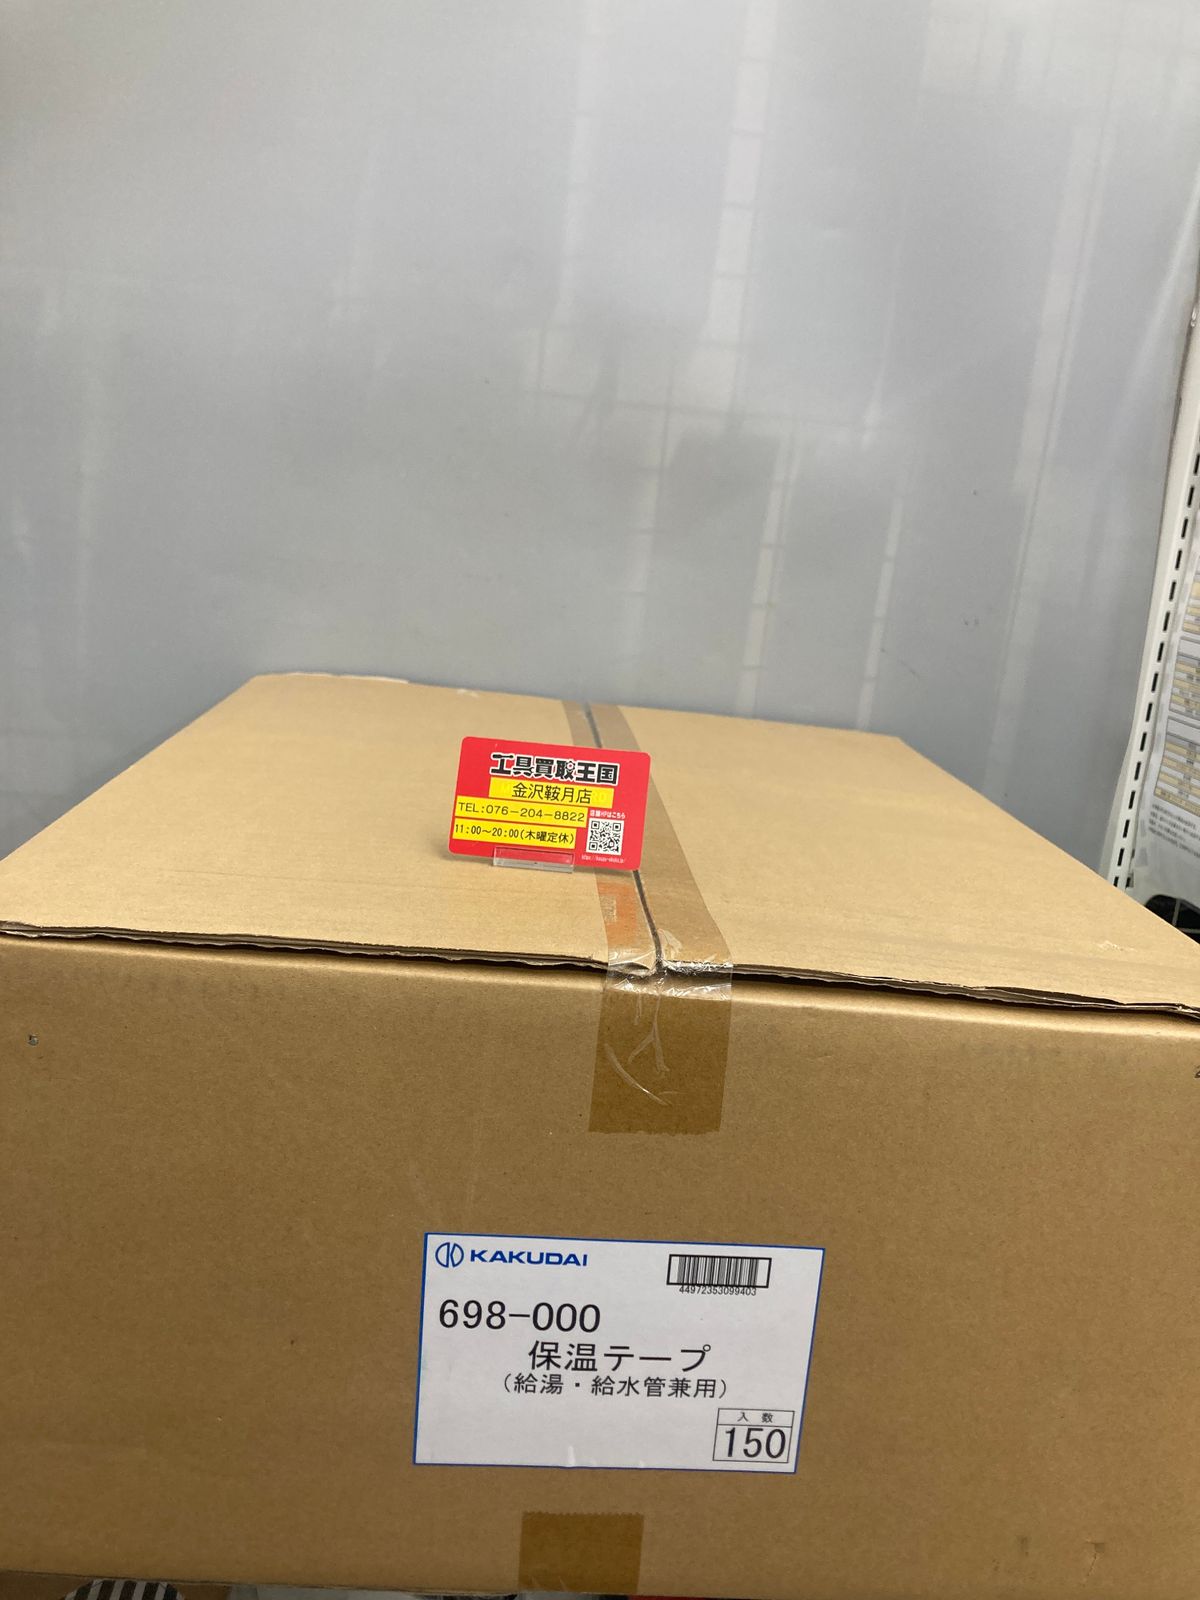 工具買取王国
金沢鞍月店
TEL:076-204-8822
店舗HPはこちら
11:00～20:00(木曜定休)
KAKUDAI
44972353099403
698-000
保温テープ
(給湯・給水管兼用)
入数
150